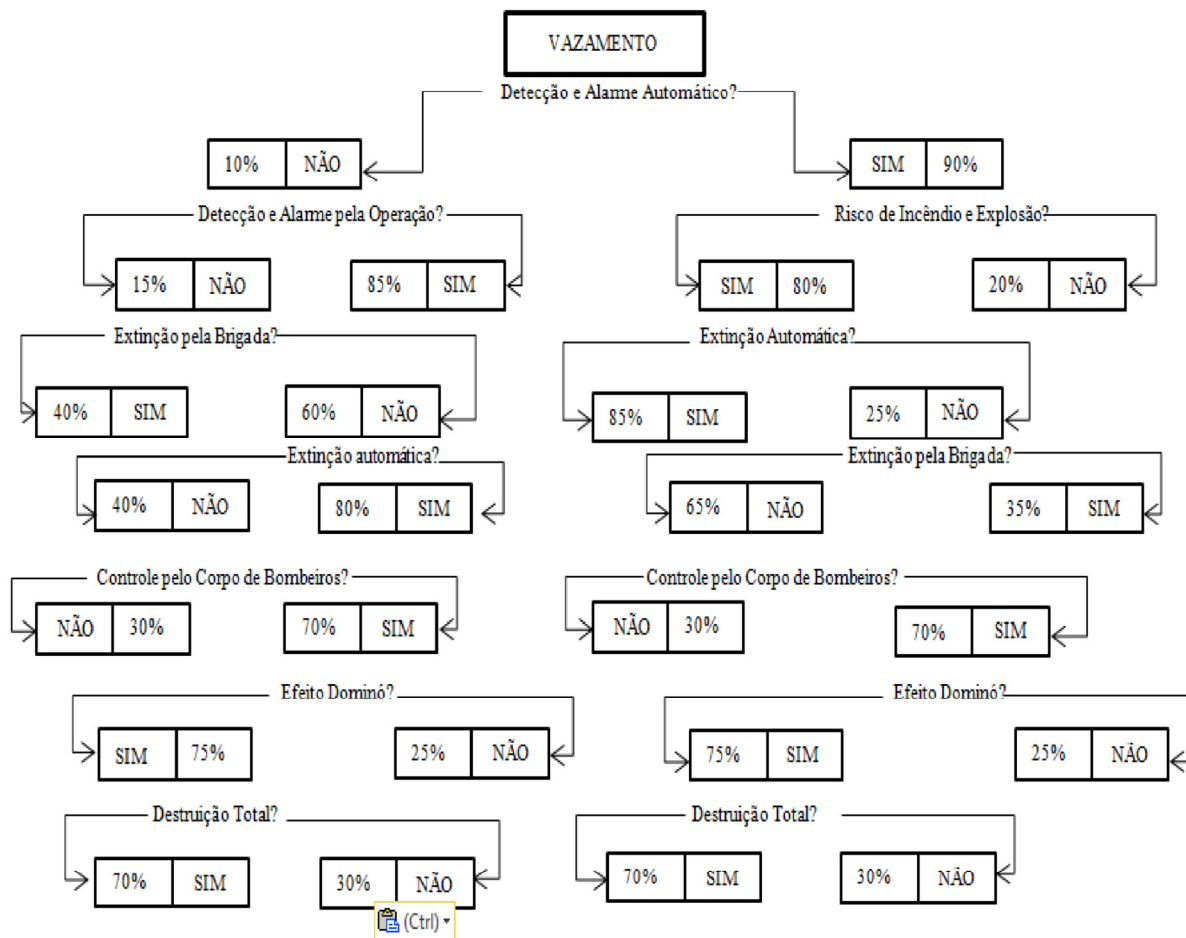 VAZAMENTO
Detecção e Alarme Automático?
10% NÃO
SIM 90%
Detecção e Alarme pela Operação?
Risco de Incêndio e Explosão?
15% NÃO
85% SIM
SIM 80%
20% NÃO
Extinção pela Brigada?
Extinção Automática?
40% SIM
60% NÃO
85% SIM
25% NÃO
Extinção automática?
Extinção pela Brigada?
40% NÃO
80% SIM
65% NÃO
35% SIM
Controle pelo Corpo de Bombeiros?
Controle pelo Corpo de Bombeiros?
NÃO 30%
70% SIM
NÃO 30%
70% SIM
Efeito Dominó?
Efeito Dominó?
SIM 75%
25% NÃO
75% SIM
25% NÃO
Destruição Total?
Destruição Total?
70% SIM
30% NÃO
70% SIM
30% NÃO
(Ctrl)